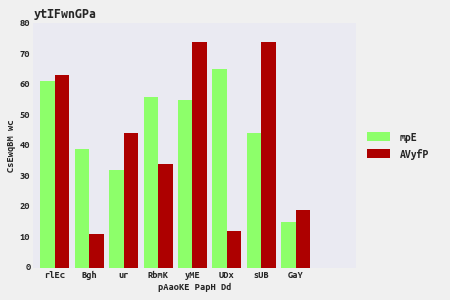 ytIFwnGPa
80
70
60
50
40
30
20
10
0
CsEwqBM wc
rlEc Bgh ur RbmK yME UDx sUB GaY
pAaoKE PapH Dd
mpE
AVyfP